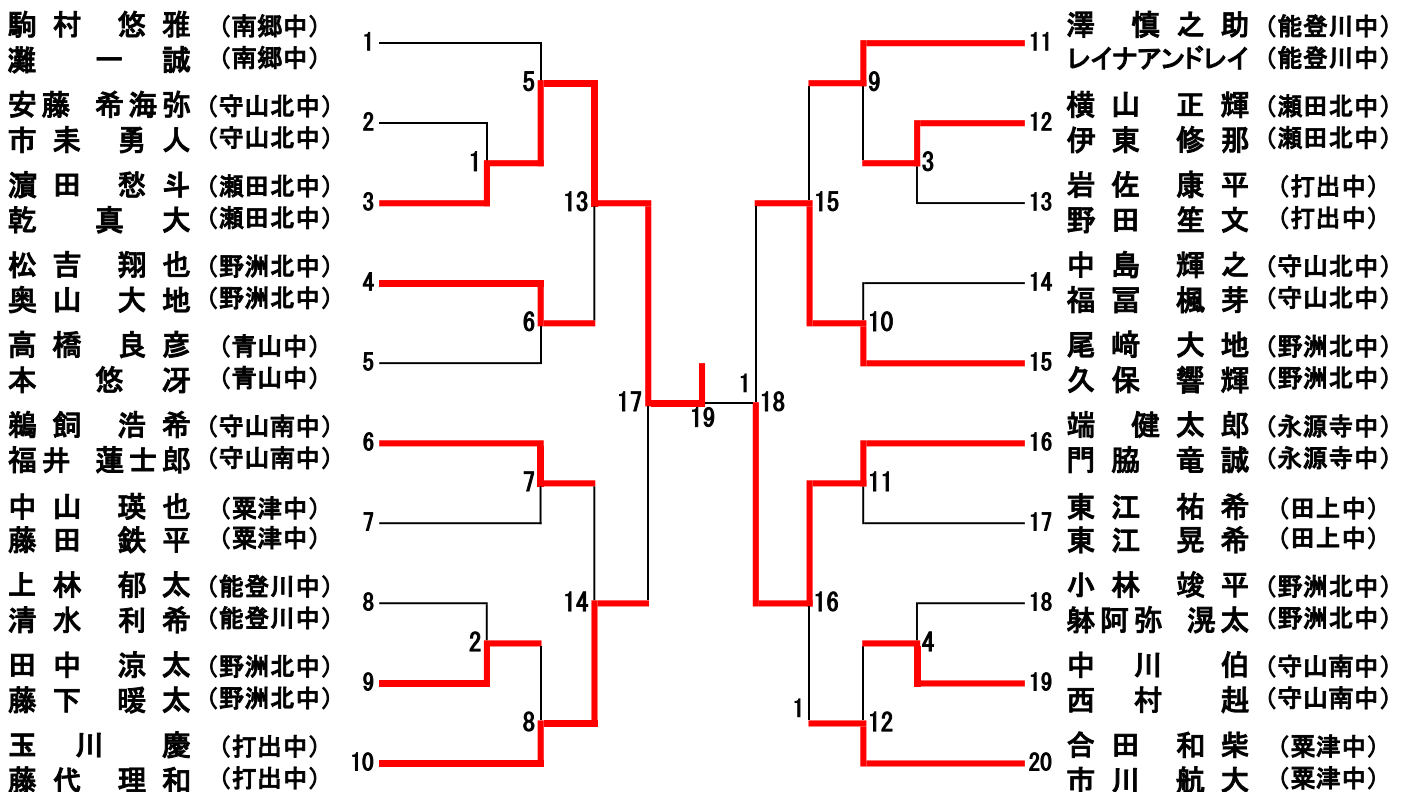 駒村 悠雅 (南郷中)
灘 一誠 (南郷中)
1
安藤 希海弥 (守山北中)
市耒 勇人 (守山北中)
2
濵田 愁斗 (瀬田北中)
乾 真大 (瀬田北中)
3
松吉 翔也 (野洲北中)
奥山 大地 (野洲北中)
4
高橋 良彦 (青山中)
本 悠冴 (青山中)
5
鵜飼 浩希 (守山南中)
福井 蓮士郎 (守山南中)
6
中山 瑛也 (粟津中)
藤田 鉄平 (粟津中)
7
上林 郁太 (能登川中)
清水 利希 (能登川中)
8
田中 涼太 (野洲北中)
藤下 暖太 (野洲北中)
9
玉川 慶 (打出中)
藤代 理和 (打出中)
10
5
1
13
6
17
7
14
2
8
19
9
3
15
10
1
18
11
16
4
1
12
11
澤 慎之助 (能登川中)
レイナアンドレイ (能登川中)
12
横山 正輝 (瀬田北中)
伊東 修那 (瀬田北中)
13
岩佐 康平 (打出中)
野田 笙文 (打出中)
14
中島 輝之 (守山北中)
福冨 楓芽 (守山北中)
15
尾﨑 大地 (野洲北中)
久保 響輝 (野洲北中)
16
端 健太郎 (永源寺中)
門脇 竜誠 (永源寺中)
17
東江 祐希 (田上中)
東江 晃希 (田上中)
18
小林 竣平 (野洲北中)
躰阿弥 滉太 (野洲北中)
19
中川 伯 (守山南中)
西村 赳 (守山南中)
20
合田 和柴 (粟津中)
市川 航大 (粟津中)